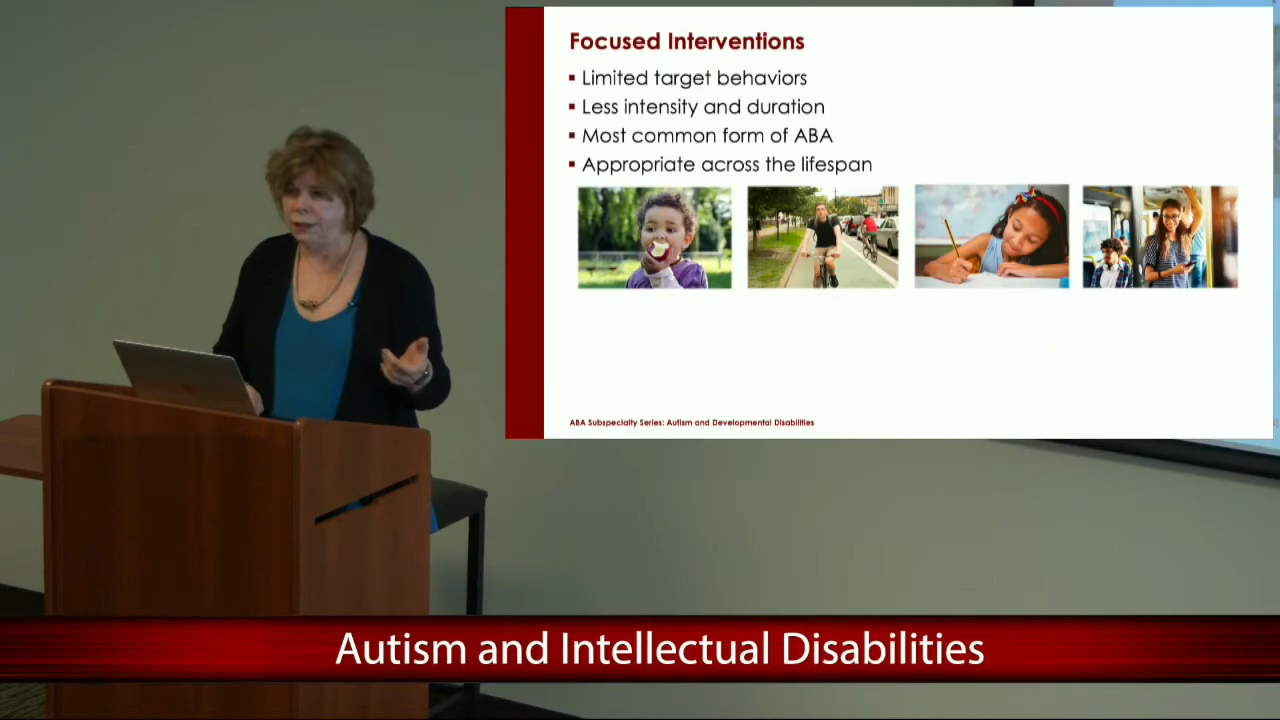 Focused Interventions
▪ Limited target behaviors
▪ Less intensity and duration
▪ Most common form of ABA
▪ Appropriate across the lifespan
ABA Subspecialty Series: Autism and Developmental Disabilities
Autism and Intellectual Disabilities